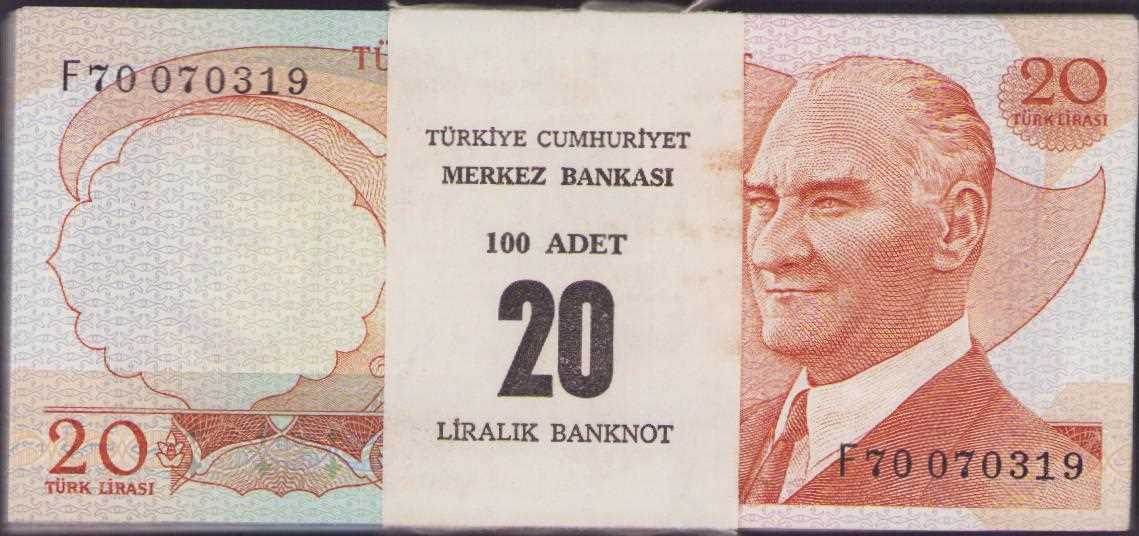 F70 070319
TÜ
TÜRKİYE CUMHURİYET
MERKEZ BANKASI
100 ADET
20
LİRALIK BANKNOT
20
TÜRK LİRASI
20
TÜRK LİRASI
F70 070319